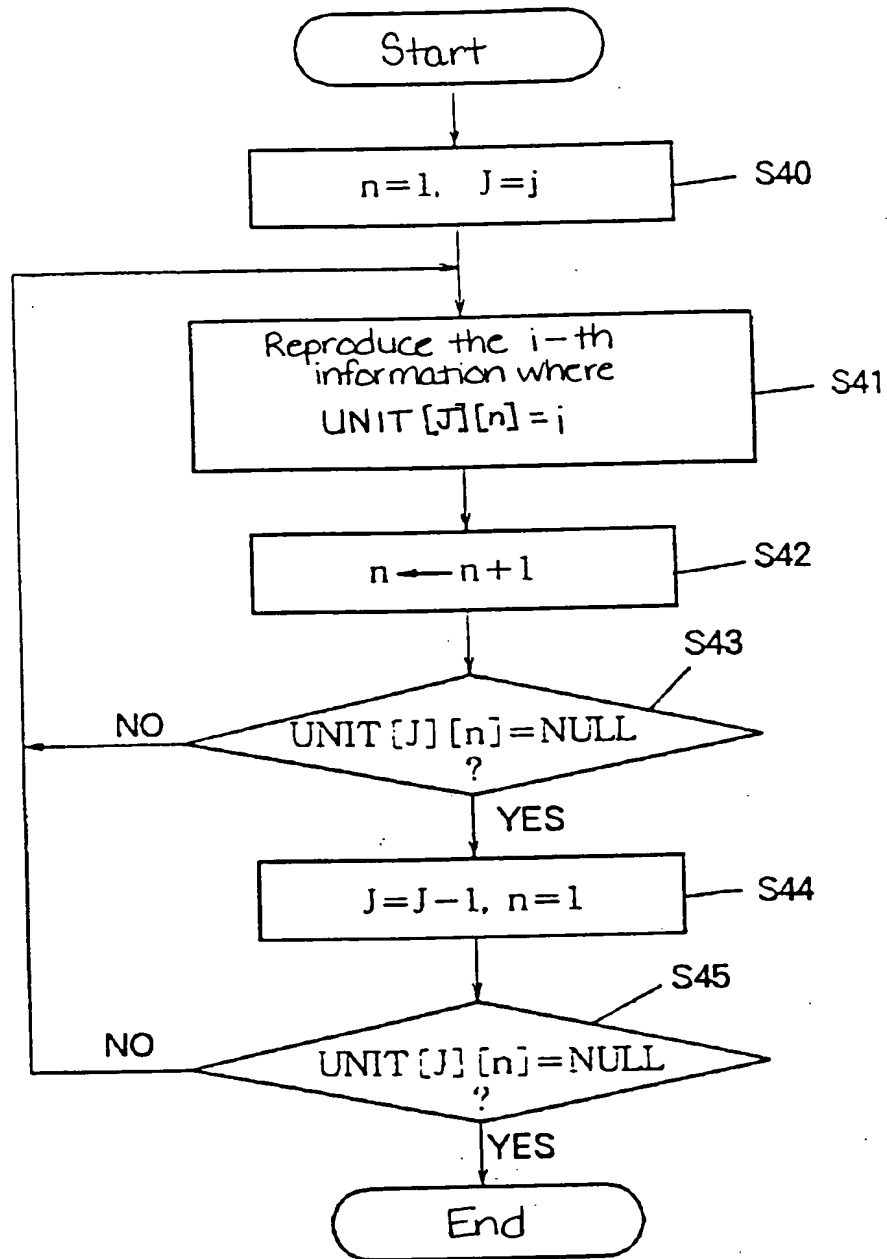 Start
n=1, J=j
S40
Reproduce the i-th
information where
UNIT[J][n]=i
S41
n ← n+1
S42
S43
UNIT[J][n]=NULL
?
NO
YES
J=J-1, n=1
S44
S45
UNIT[J][n]=NULL
?
NO
YES
End